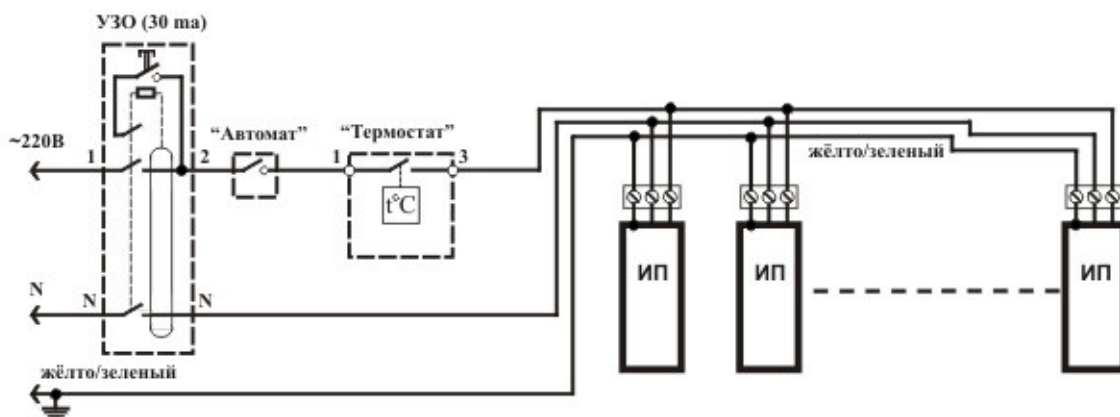 УЗО (30 ma)
~220В
1
2
“Автомат”
“Термостат”
1
3
t°C
жёлто/зеленый
ИП
ИП
ИП
N
N
N
жёлто/зеленый